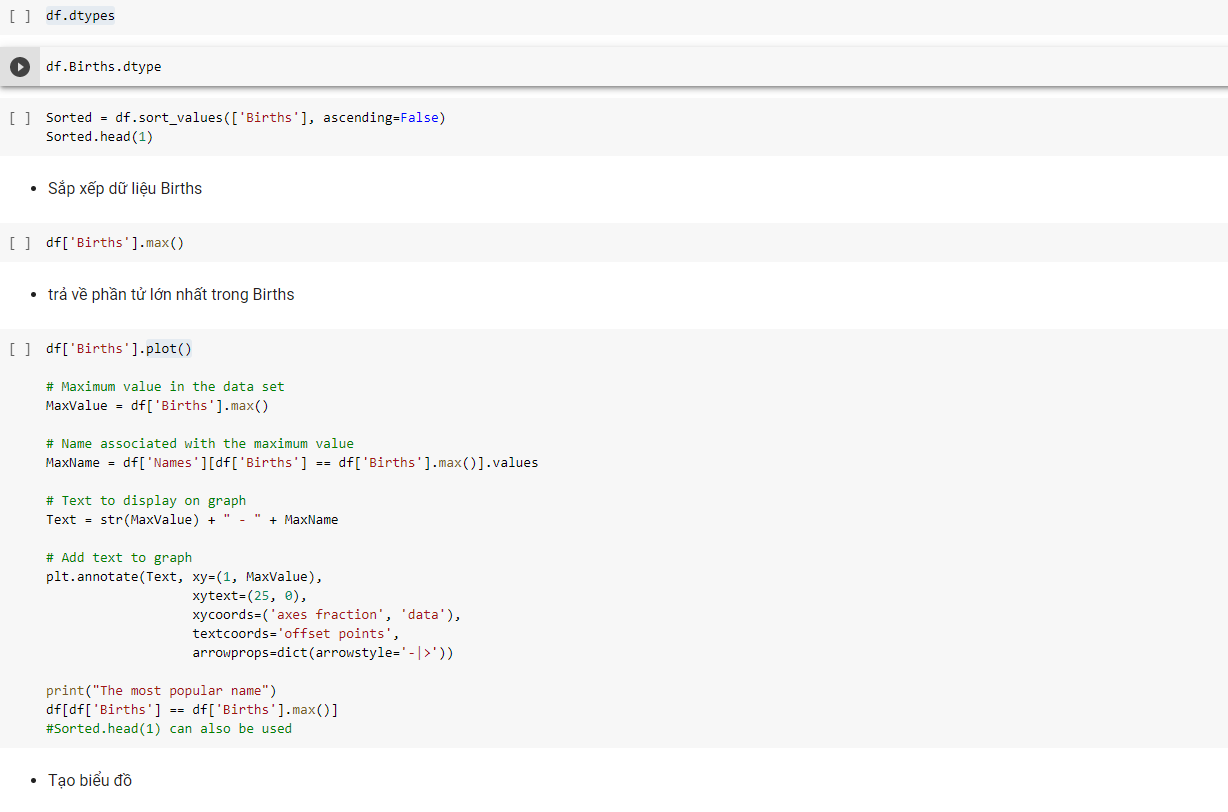 [ ] df.dtypes
df.Births.dtype
[ ] Sorted = df.sort_values(['Births'], ascending=False)
Sorted.head(1)
• Sắp xếp dữ liệu Births
[ ] df['Births'].max()
• trả về phần tử lớn nhất trong Births
[ ] df['Births'].plot()
# Maximum value in the data set
MaxValue = df['Births'].max()
# Name associated with the maximum value
MaxName = df['Names'][df['Births'] == df['Births'].max()].values
# Text to display on graph
Text = str(MaxValue) + " - " + MaxName
# Add text to graph
plt.annotate(Text, xy=(1, MaxValue),
xytext=(25, 0),
xycoords=('axes fraction', 'data'),
textcoords='offset points',
arrowprops=dict(arrowstyle='-|>'))
print("The most popular name")
df[df['Births'] == df['Births'].max()]
#Sorted.head(1) can also be used
• Tạo biểu đồ